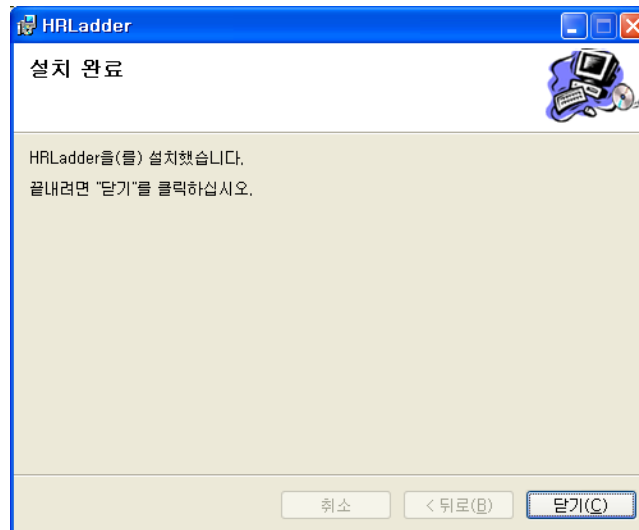 HRLadder
설치 완료
HRLadder을(를) 설치했습니다.
끝내려면 "닫기"를 클릭하십시오.
취소
< 뒤로(B)
닫기(C)